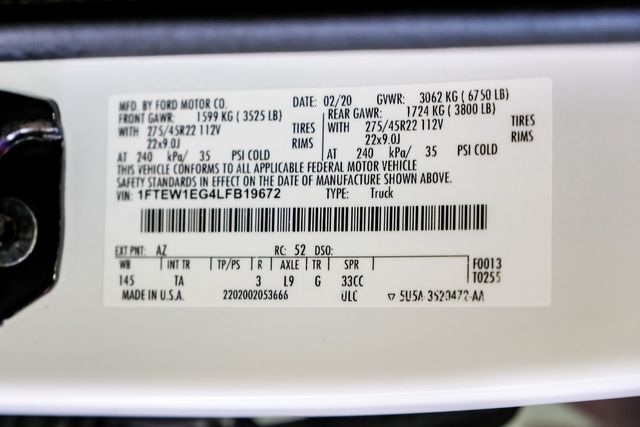 MFD. BY FORD MOTOR CO. DATE: 02/20 GVWR: 3062 KG ( 6750 LB)
FRONT GAWR: 1599 KG ( 3525 LB) REAR GAWR: 1724 KG ( 3800 LB)
WITH 275/45R22 112V TIRES WITH 275/45R22 112V TIRES
22x9.0J RIMS 22x9.0J RIMS
AT 240 kPa/ 35 PSI COLD AT 240 kPa/ 35 PSI COLD
THIS VEHICLE CONFORMS TO ALL APPLICABLE FEDERAL MOTOR VEHICLE
SAFETY STANDARDS IN EFFECT ON THE DATE OF MANUFACTURE SHOWN ABOVE.
VIN: 1FTEW1EG4LFB19672 TYPE: Truck
EXT PNT: AZ RC: 52 DSO:
WB INT TR TP/PS R AXLE TR SPR F0013
145 TA 3 L9 G 33CC T0255
MADE IN U.S.A. 2202002053666 ULC ▽ 5U5A-3520472-AA